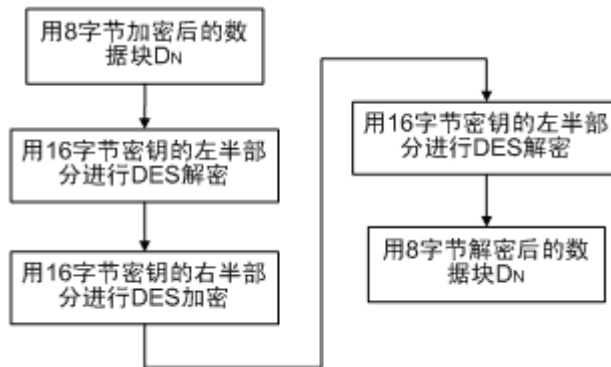 用8字节加密后的数
据块DN
用16字节密钥的左半部
分进行DES解密
用16字节密钥的右半部
分进行DES加密
用16字节密钥的左半部
分进行DES解密
用8字节解密后的数
据块DN